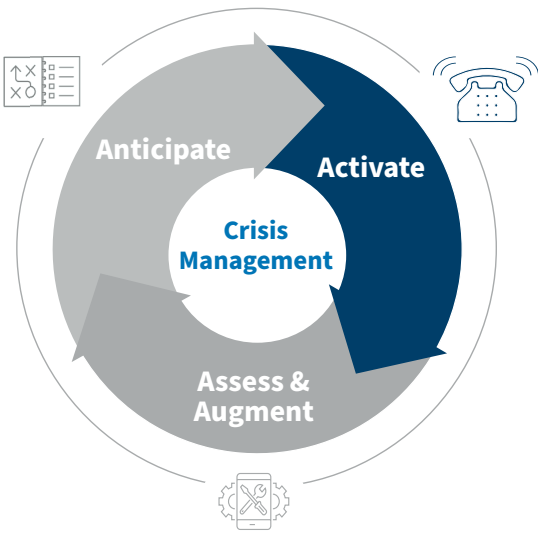 Anticipate
Activate
Crisis
Management
Assess &
Augment